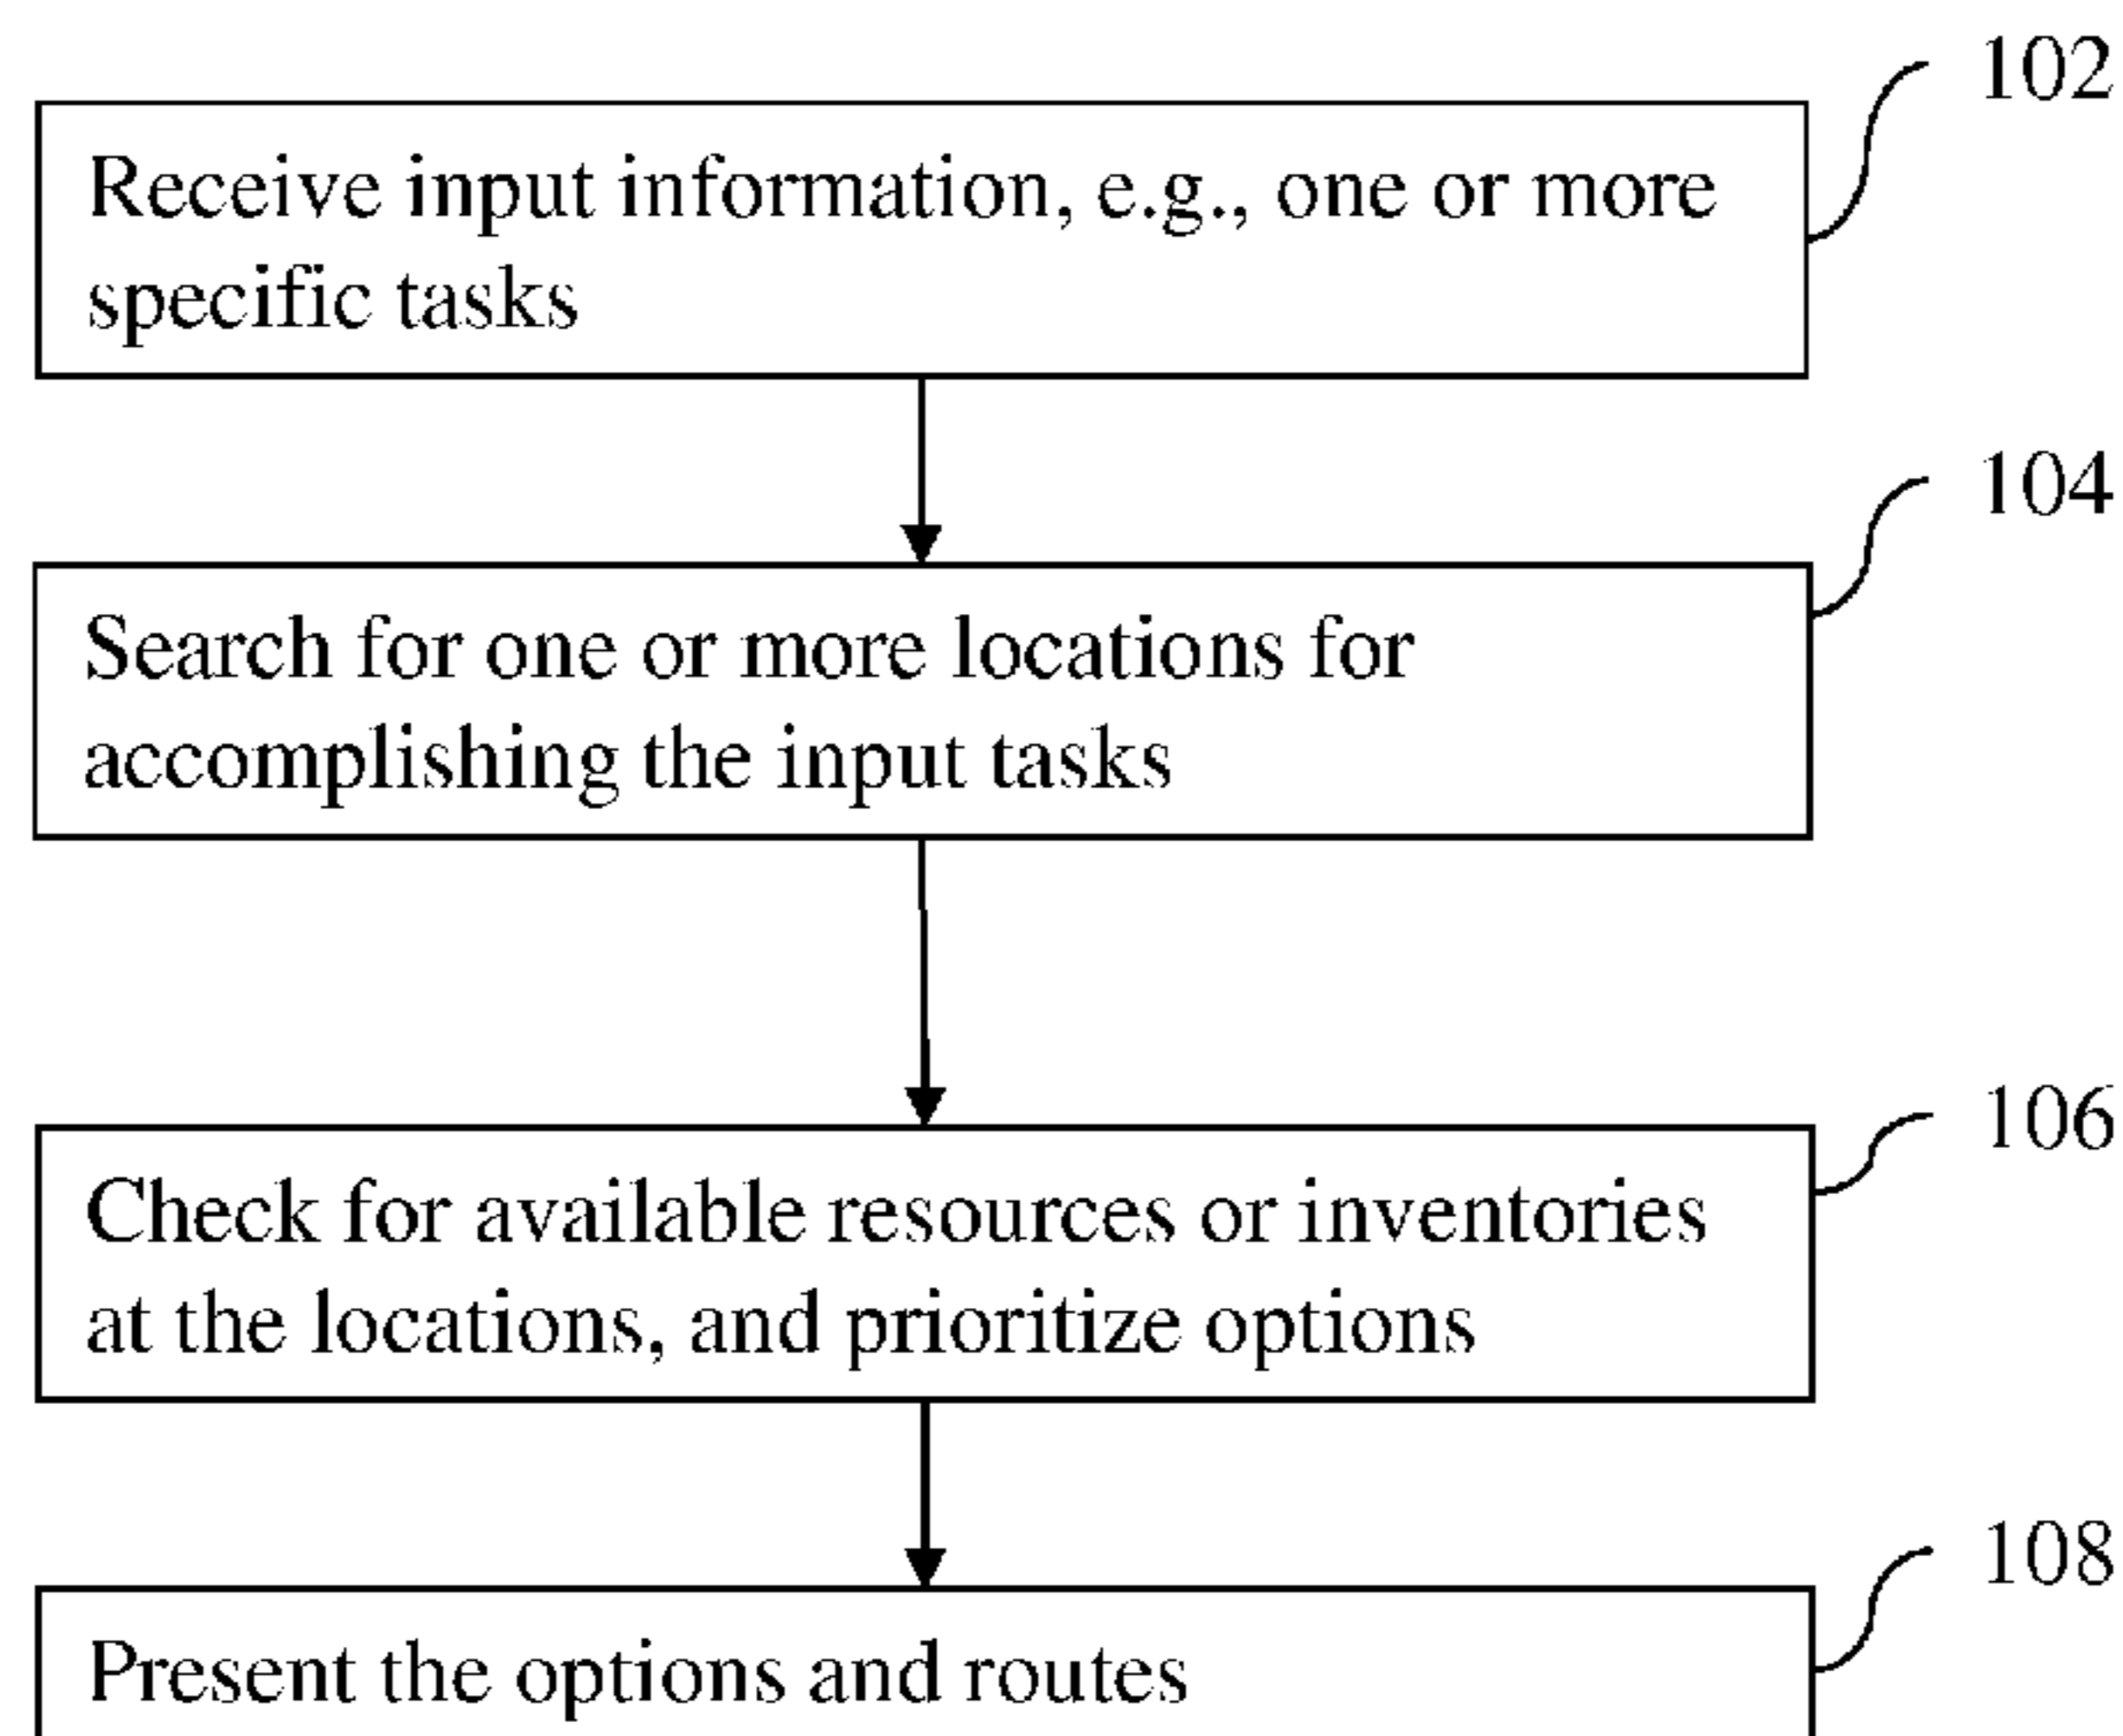 102
Receive input information, e.g., one or more
specific tasks
104
Search for one or more locations for
accomplishing the input tasks
106
Check for available resources or inventories
at the locations, and prioritize options
108
Present the options and routes